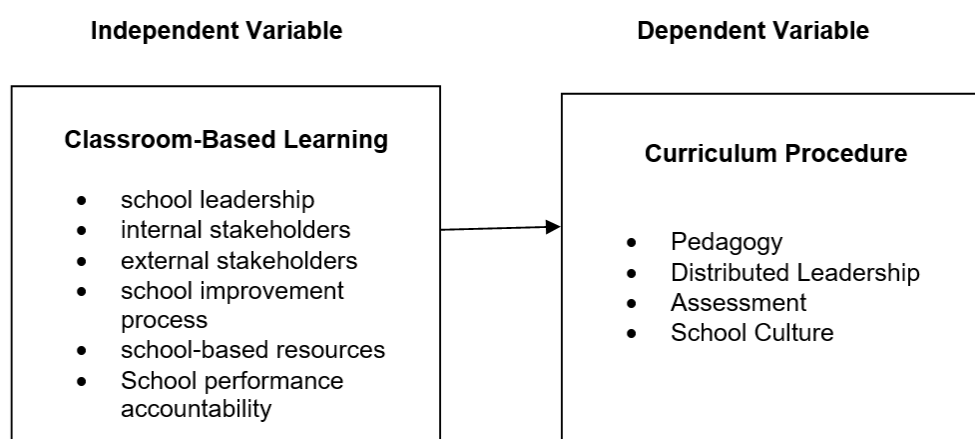 Independent Variable
Dependent Variable
Classroom-Based Learning
• school leadership
• internal stakeholders
• external stakeholders
• school improvement
process
• school-based resources
• School performance
accountability
Curriculum Procedure
• Pedagogy
• Distributed Leadership
• Assessment
• School Culture